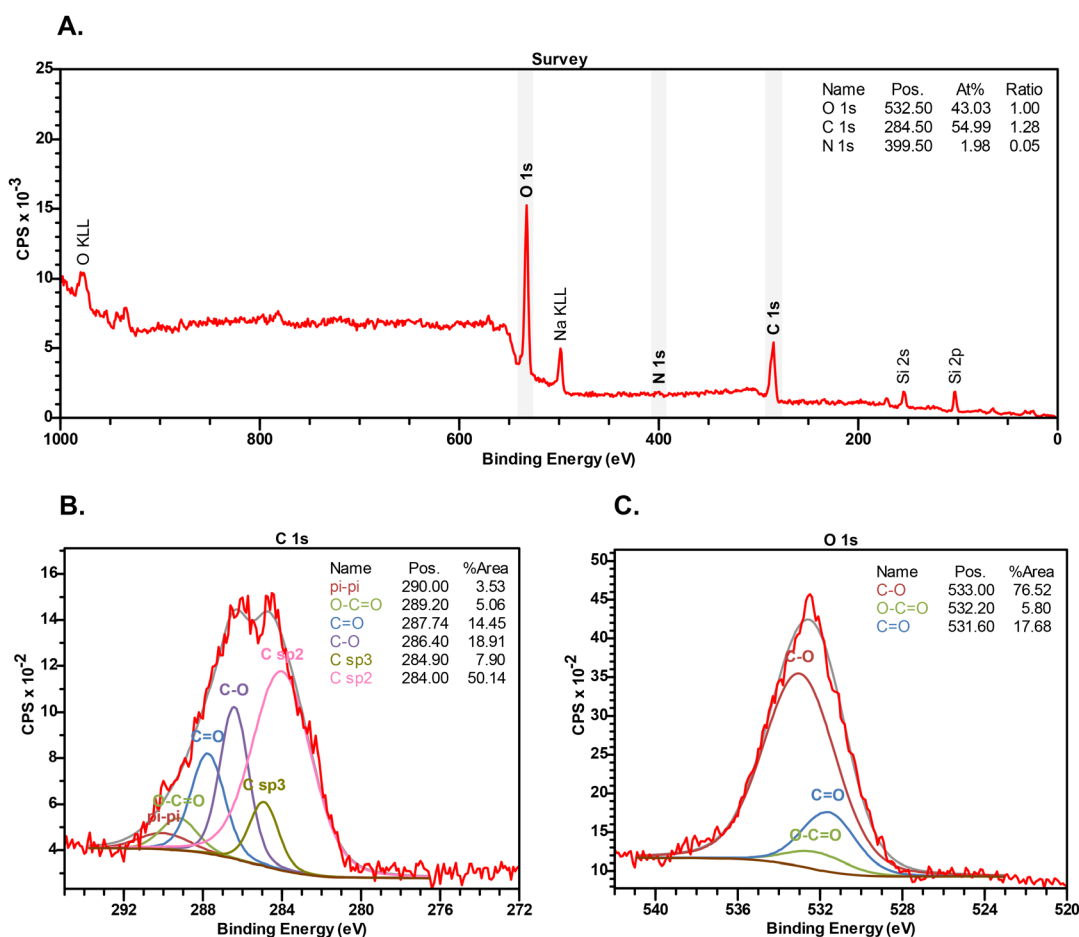 A.
Survey
25
20
15
10
5
0
CPS x 10-3
Name Pos. At% Ratio
O 1s 532.50 43.03 1.00
C 1s 284.50 54.99 1.28
N 1s 399.50 1.98 0.05
O KLL
O 1s
Na KLL
N 1s
C 1s
Si 2s
Si 2p
1000 800 600 400 200 0
Binding Energy (eV)
B.
C 1s
16
14
12
10
8
6
4
CPS x 10-2
Name Pos. %Area
pi-pi 290.00 3.53
O-C=O 289.20 5.06
C=O 287.74 14.45
C-O 286.40 18.91
C sp3 284.90 7.90
C sp2 284.00 50.14
C sp2
C-O
C=O
C sp3
O-C=O
pi-pi
292 288 284 280 276 272
Binding Energy (eV)
C.
O 1s
50
45
40
35
30
25
20
15
10
CPS x 10-2
Name Pos. %Area
C-O 533.00 76.52
O-C=O 532.20 5.80
C=O 531.60 17.68
C-O
C=O
O-C=O
540 536 532 528 524 520
Binding Energy (eV)